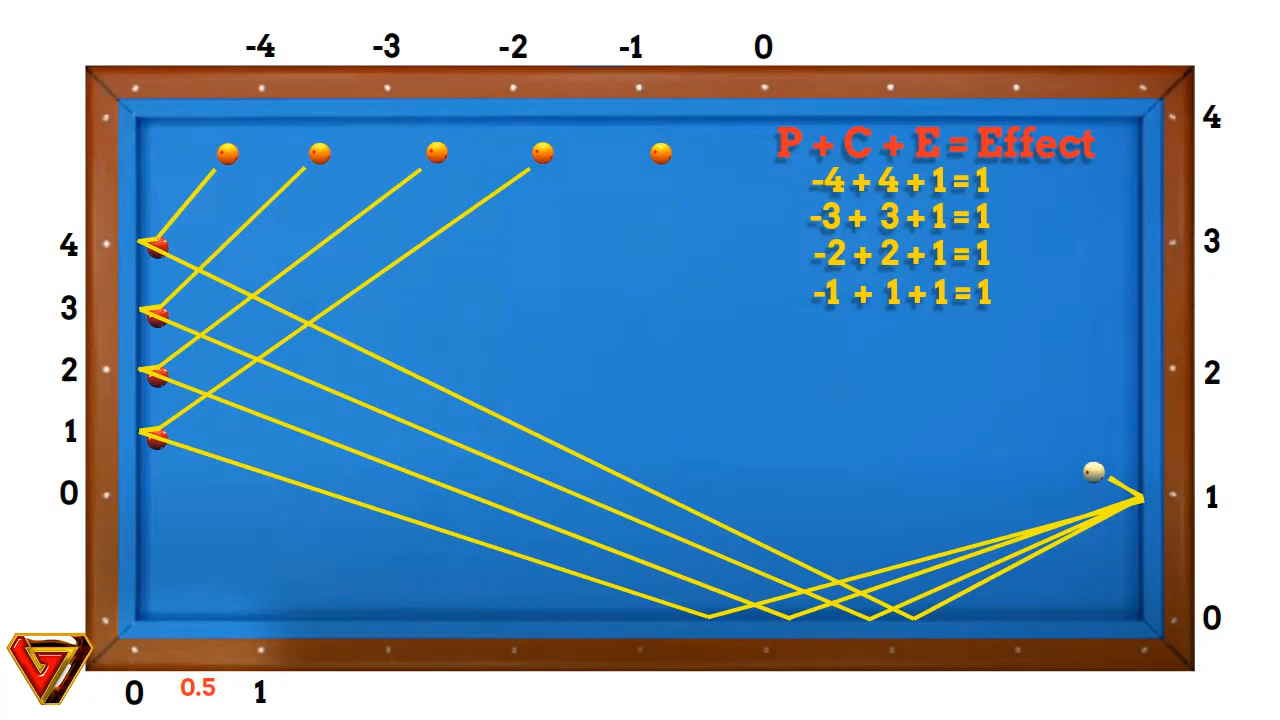 -4 -3 -2 -1 0
4
P + C + E = Effect
-4 + 4 + 1 = 1
-3 + 3 + 1 = 1
4 3
-2 + 2 + 1 = 1
3 -1 + 1 + 1 = 1
2 2
1
0 1
0
0 0.5 1